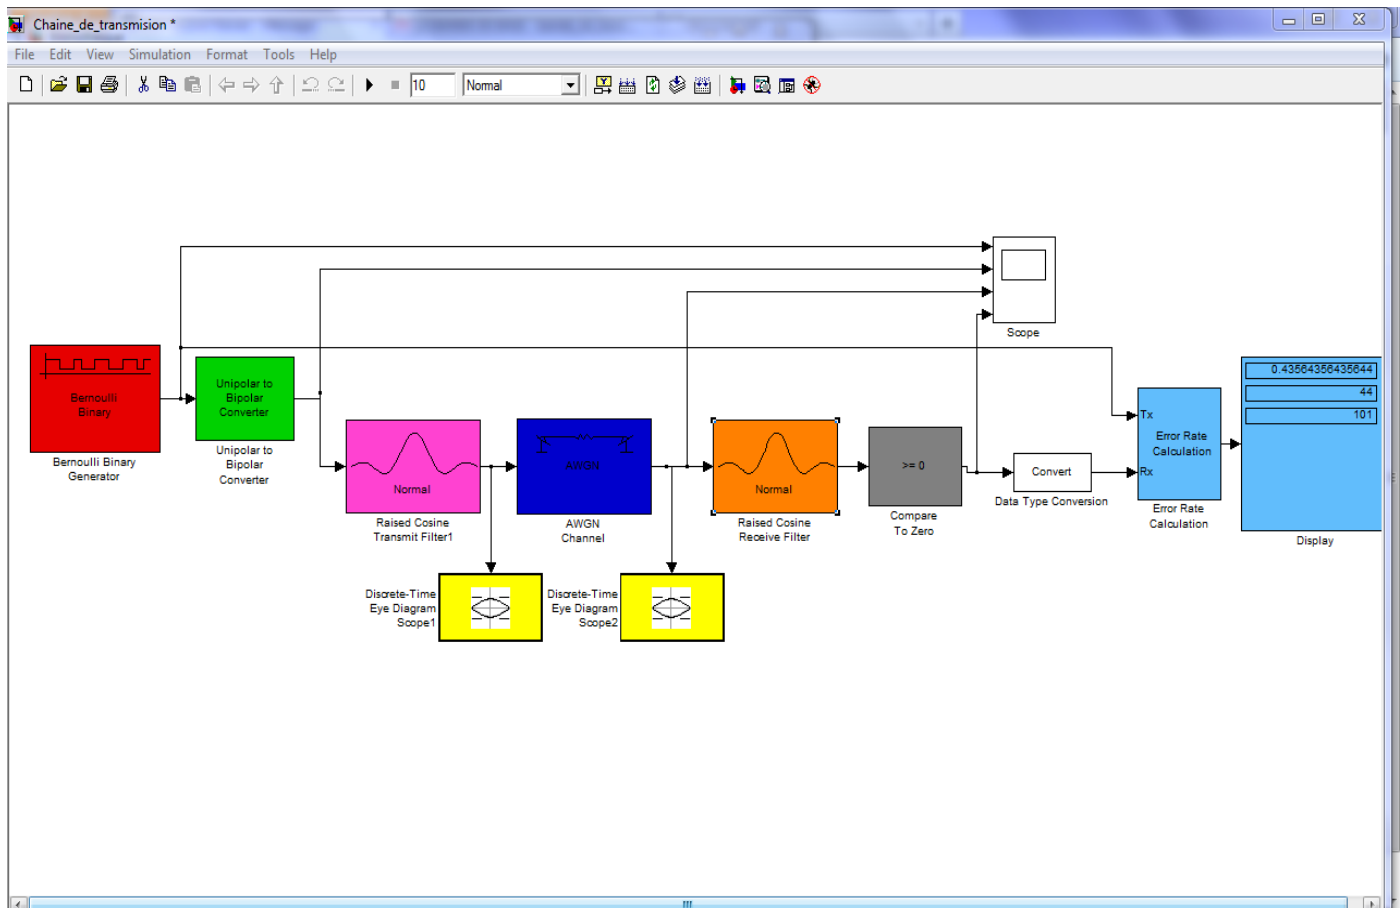 Chaine_de_transmision *
File Edit View Simulation Format Tools Help
10
Normal
Scope
Bernoulli
Binary
Bernoulli Binary
Generator
Unipolar to
Bipolar
Converter
Unipolar to
Bipolar
Converter
Normal
Raised Cosine
Transmit Filter1
AWGN
AWGN
Channel
Normal
Raised Cosine
Receive Filter
>= 0
Compare
To Zero
Convert
Data Type Conversion
Tx
Error Rate
Calculation
Rx
Error Rate
Calculation
0.43564356435644
44
101
Display
Discrete-Time
Eye Diagram
Scope1
Discrete-Time
Eye Diagram
Scope2